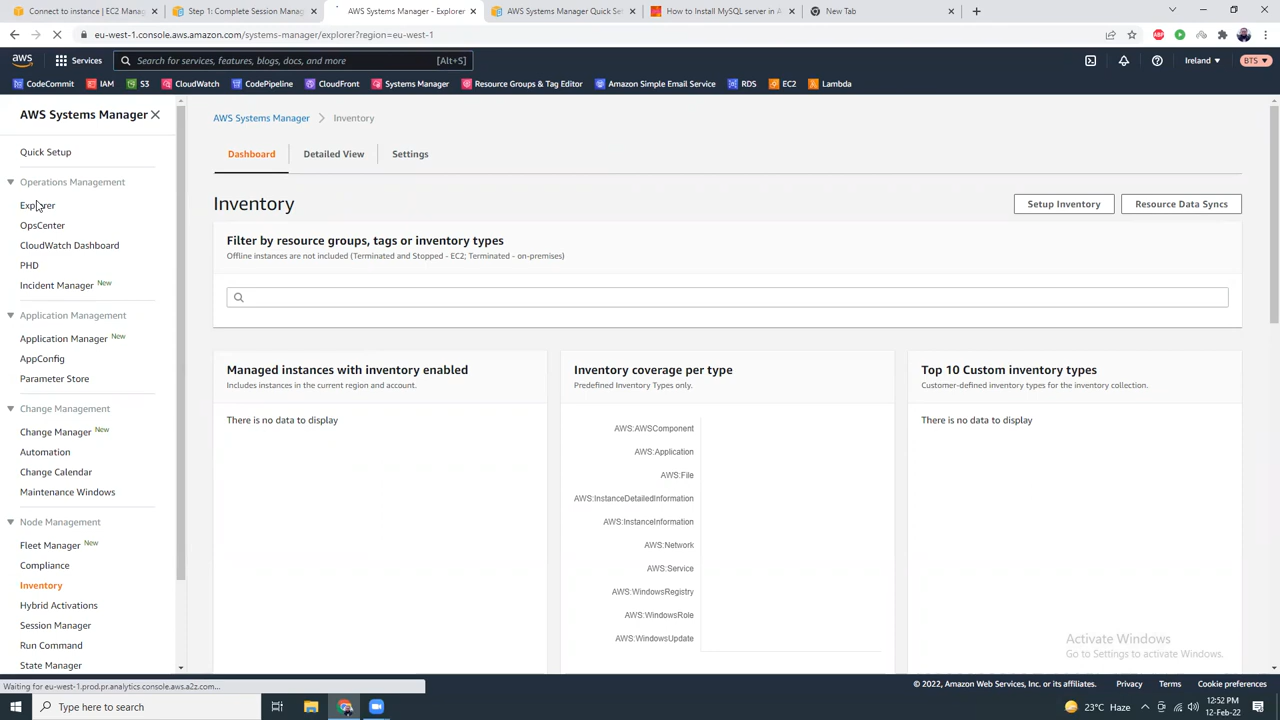 Connect to instance | EC2 Manag
Step 1: Complete Session Manag
AWS Systems Manager - Explorer
AWS Systems Manager Quick Set
How to Install MySQL server in A
New Tab
eu-west-1.console.aws.amazon.com/systems-manager/explorer?region=eu-west-1
aws
Services
Search for services, features, blogs, docs, and more
[Alt+S]
Ireland
BTS
CodeCommit
IAM
S3
CloudWatch
CodePipeline
CloudFront
Systems Manager
Resource Groups & Tag Editor
Amazon Simple Email Service
RDS
EC2
Lambda
AWS Systems Manager
Quick Setup
Operations Management
Explorer
OpsCenter
CloudWatch Dashboard
PHD
Incident Manager New
Application Management
Application Manager New
AppConfig
Parameter Store
Change Management
Change Manager New
Automation
Change Calendar
Maintenance Windows
Node Management
Fleet Manager New
Compliance
Inventory
Hybrid Activations
Session Manager
Run Command
State Manager
AWS Systems Manager
Inventory
Dashboard
Detailed View
Settings
Inventory
Setup Inventory
Resource Data Syncs
Filter by resource groups, tags or inventory types
Offline instances are not included (Terminated and Stopped - EC2; Terminated - on-premises)
Managed instances with inventory enabled
Includes instances in the current region and account.
There is no data to display
Inventory coverage per type
Predefined Inventory Types only.
AWS:AWSComponent
AWS:Application
AWS:File
AWS:InstanceDetailedInformation
AWS:InstanceInformation
AWS:Network
AWS:Service
AWS:WindowsRegistry
AWS:WindowsRole
AWS:WindowsUpdate
Top 10 Custom inventory types
Customer-defined inventory types for the inventory collection.
There is no data to display
Activate Windows
Go to Settings to activate Windows.
Waiting for eu-west-1.prod.pr.analytics.console.aws.a2z.com...
© 2022, Amazon Web Services, Inc. or its affiliates.
Privacy
Terms
Cookie preferences
Type here to search
23°C Haze
12:52 PM
12-Feb-22